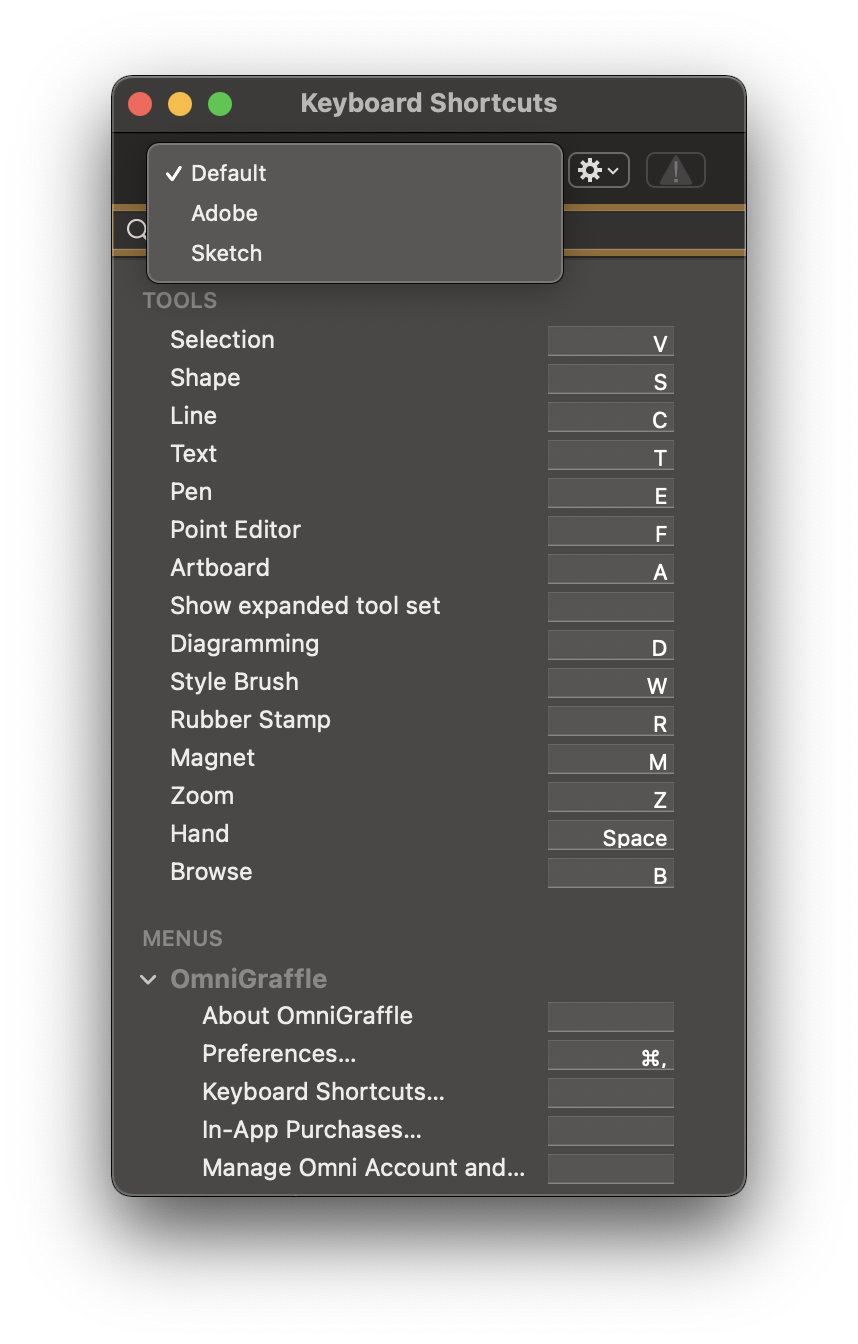 Keyboard Shortcuts
✓ Default
Adobe
Sketch
TOOLS
Selection V
Shape S
Line C
Text T
Pen E
Point Editor F
Artboard A
Show expanded tool set
Diagramming D
Style Brush W
Rubber Stamp R
Magnet M
Zoom Z
Hand Space
Browse B
MENUS
OmniGraffle
About OmniGraffle
Preferences... ⌘,
Keyboard Shortcuts...
In-App Purchases...
Manage Omni Account and...